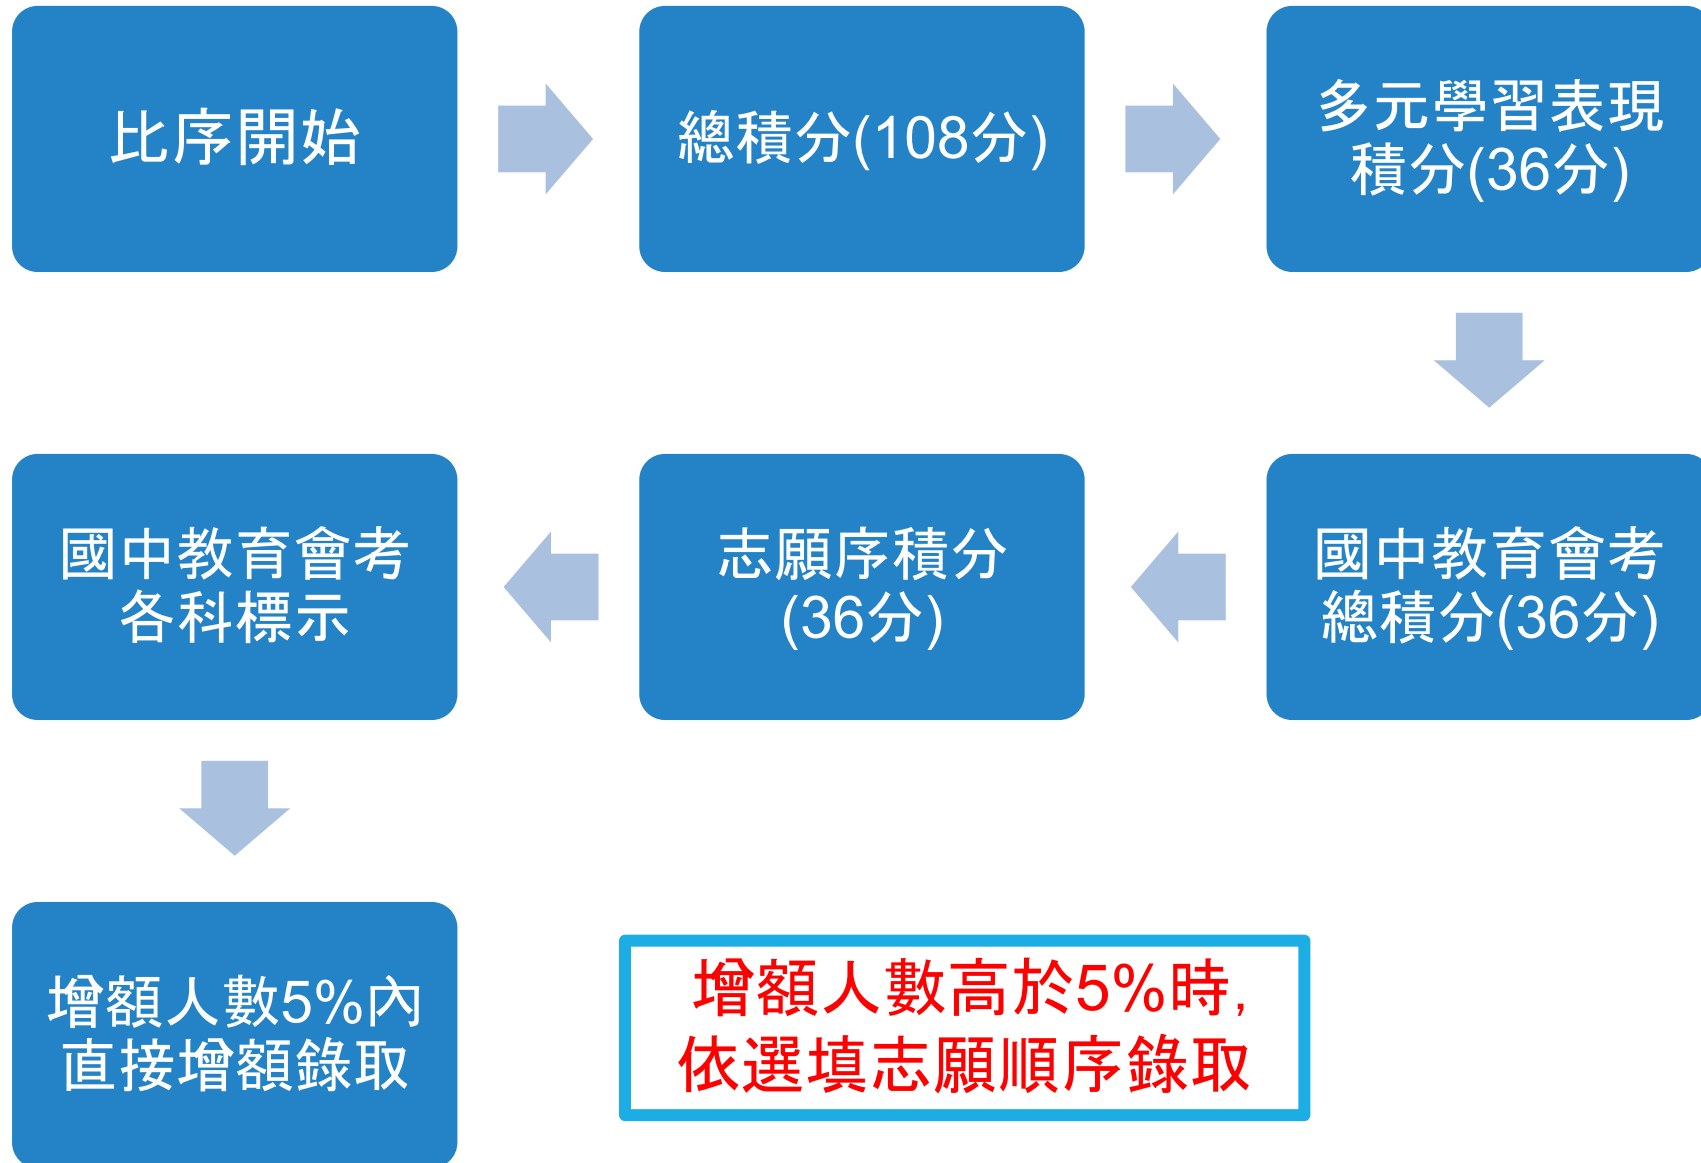 比序開始
總積分(108分)
多元學習表現
積分(36分)
國中教育會考
總積分(36分)
志願序積分
(36分)
國中教育會考
各科標示
增額人數5%內
直接增額錄取
增額人數高於5%時,
依選填志願順序錄取